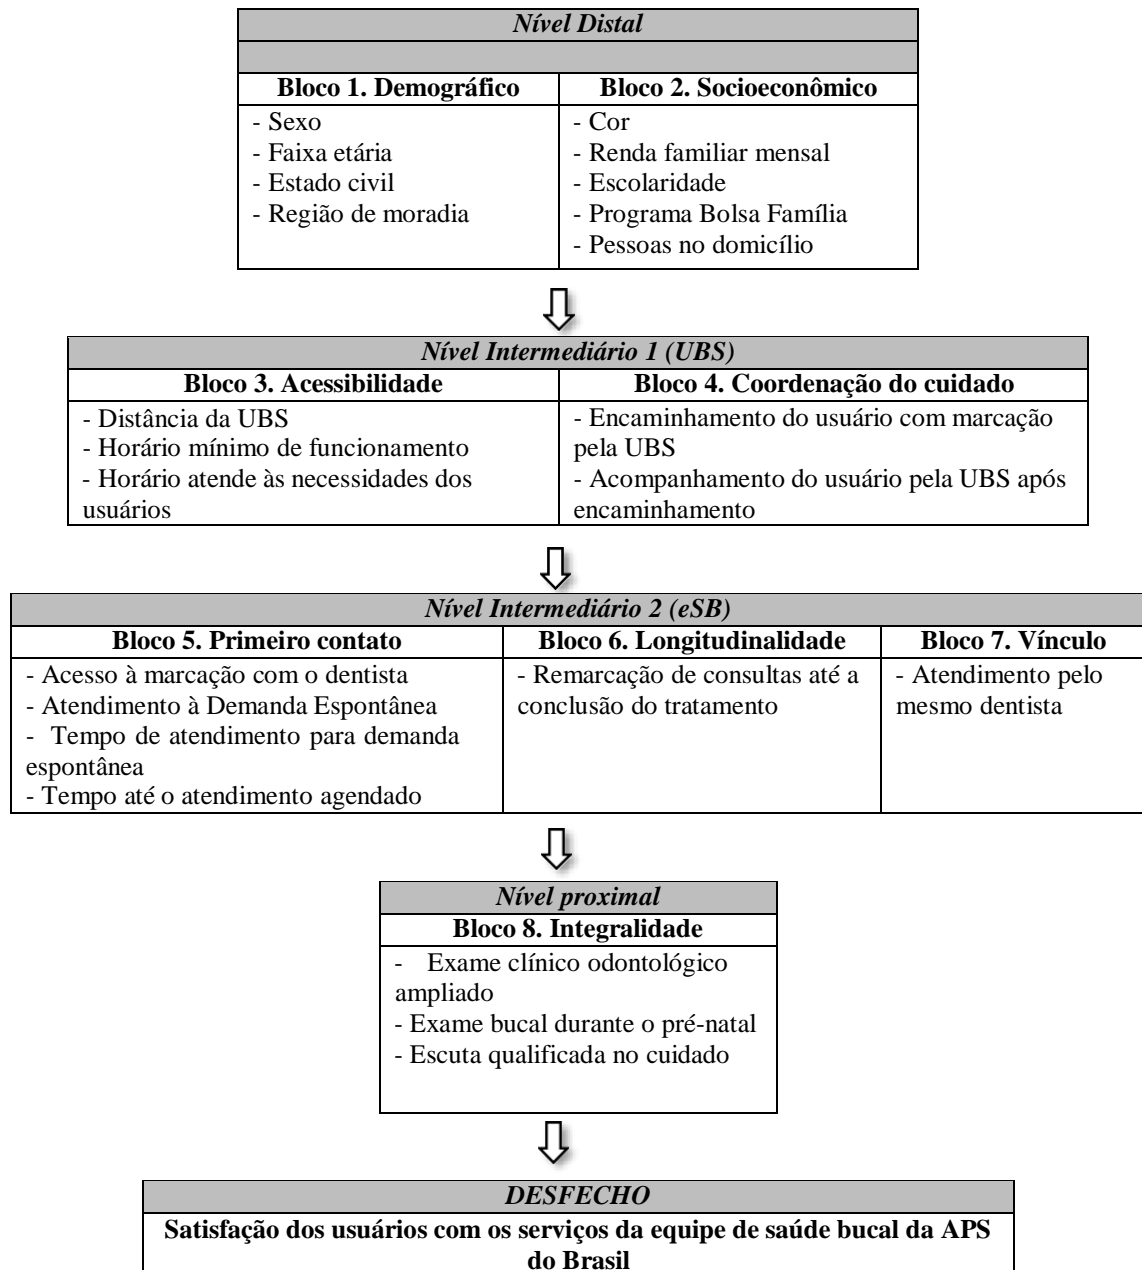 Nível Distal
Bloco 1. Demográfico
- Sexo
- Faixa etária
- Estado civil
- Região de moradia
Bloco 2. Socioeconômico
- Cor
- Renda familiar mensal
- Escolaridade
- Programa Bolsa Família
- Pessoas no domicílio
Nível Intermediário 1 (UBS)
Bloco 3. Acessibilidade
- Distância da UBS
- Horário mínimo de funcionamento
- Horário atende às necessidades dos
usuários
Bloco 4. Coordenação do cuidado
- Encaminhamento do usuário com marcação
pela UBS
- Acompanhamento do usuário pela UBS após
encaminhamento
Nível Intermediário 2 (eSB)
Bloco 5. Primeiro contato
- Acesso à marcação com o dentista
- Atendimento à Demanda Espontânea
- Tempo de atendimento para demanda
espontânea
- Tempo até o atendimento agendado
Bloco 6. Longitudinalidade
- Remarcação de consultas até a
conclusão do tratamento
Bloco 7. Vínculo
- Atendimento pelo
mesmo dentista
Nível proximal
Bloco 8. Integralidade
- Exame clínico odontológico
ampliado
- Exame bucal durante o pré-natal
- Escuta qualificada no cuidado
DESFECHO
Satisfação dos usuários com os serviços da equipe de saúde bucal da APS
do Brasil